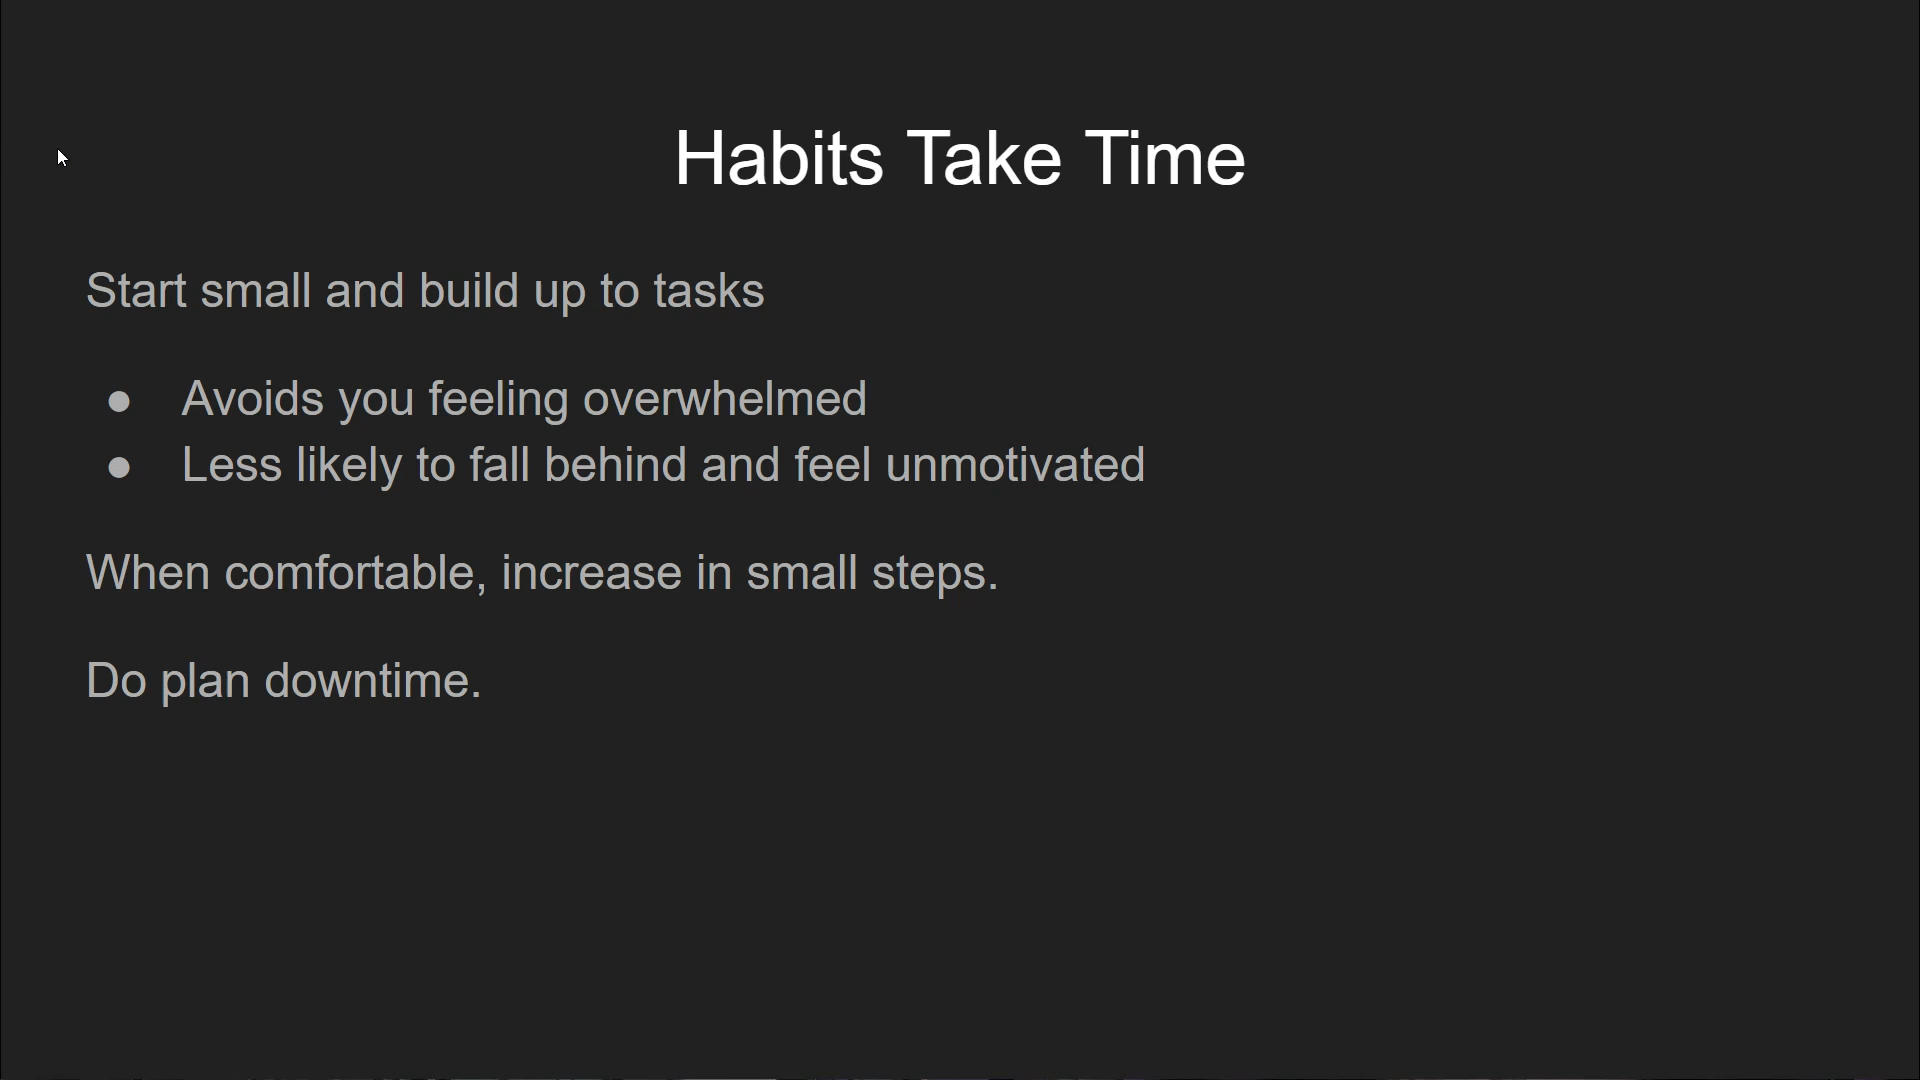 Habits Take Time
Start small and build up to tasks
● Avoids you feeling overwhelmed
● Less likely to fall behind and feel unmotivated
When comfortable, increase in small steps.
Do plan downtime.